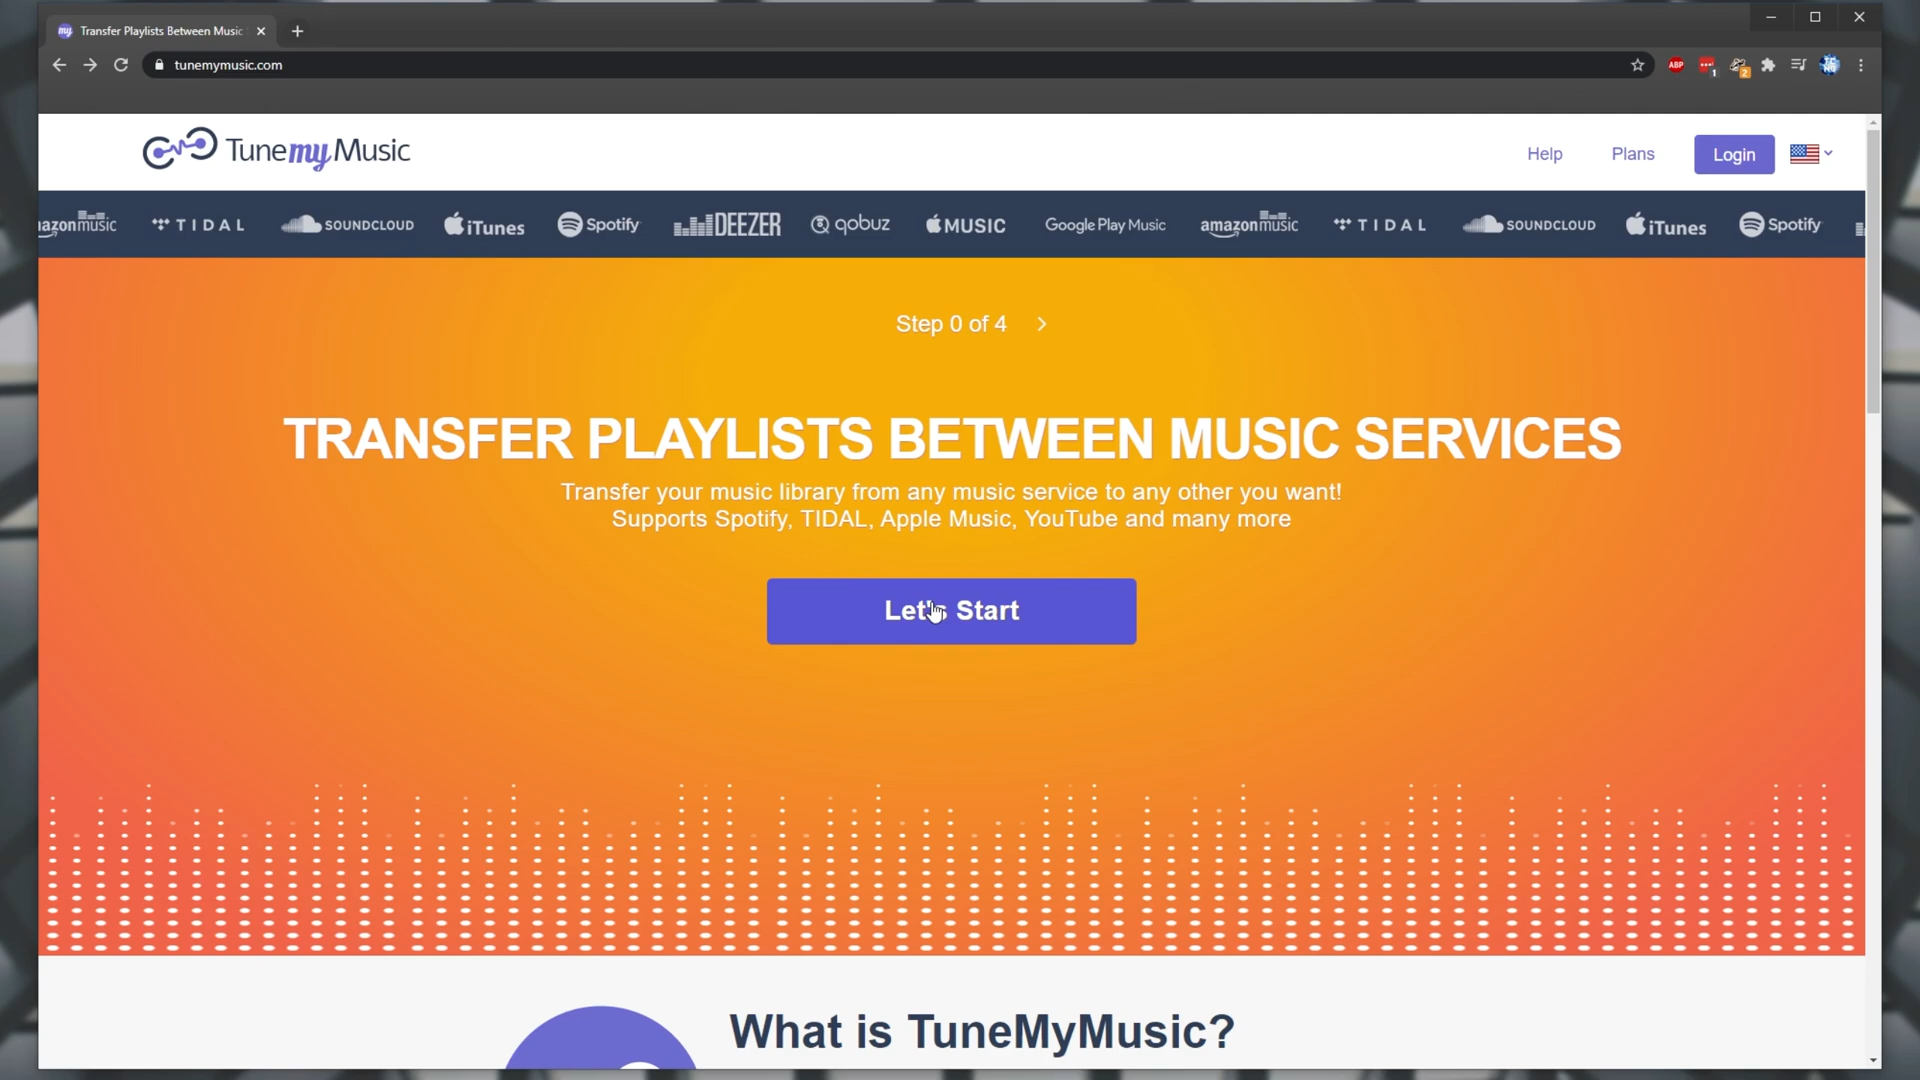 Transfer Playlists Between Music
tunemymusic.com
ABP
1
2
TunemyMusic
Help
Plans
Login
azonmusic
TIDAL
SOUNDCLOUD
iTunes
Spotify
DEEZER
qobuz
MUSIC
Google Play Music
amazonmusic
TIDAL
SOUNDCLOUD
iTunes
Spotify
Step 0 of 4
TRANSFER PLAYLISTS BETWEEN MUSIC SERVICES
Transfer your music library from any music service to any other you want!
Supports Spotify, TIDAL, Apple Music, YouTube and many more
Let's Start
What is TuneMyMusic?